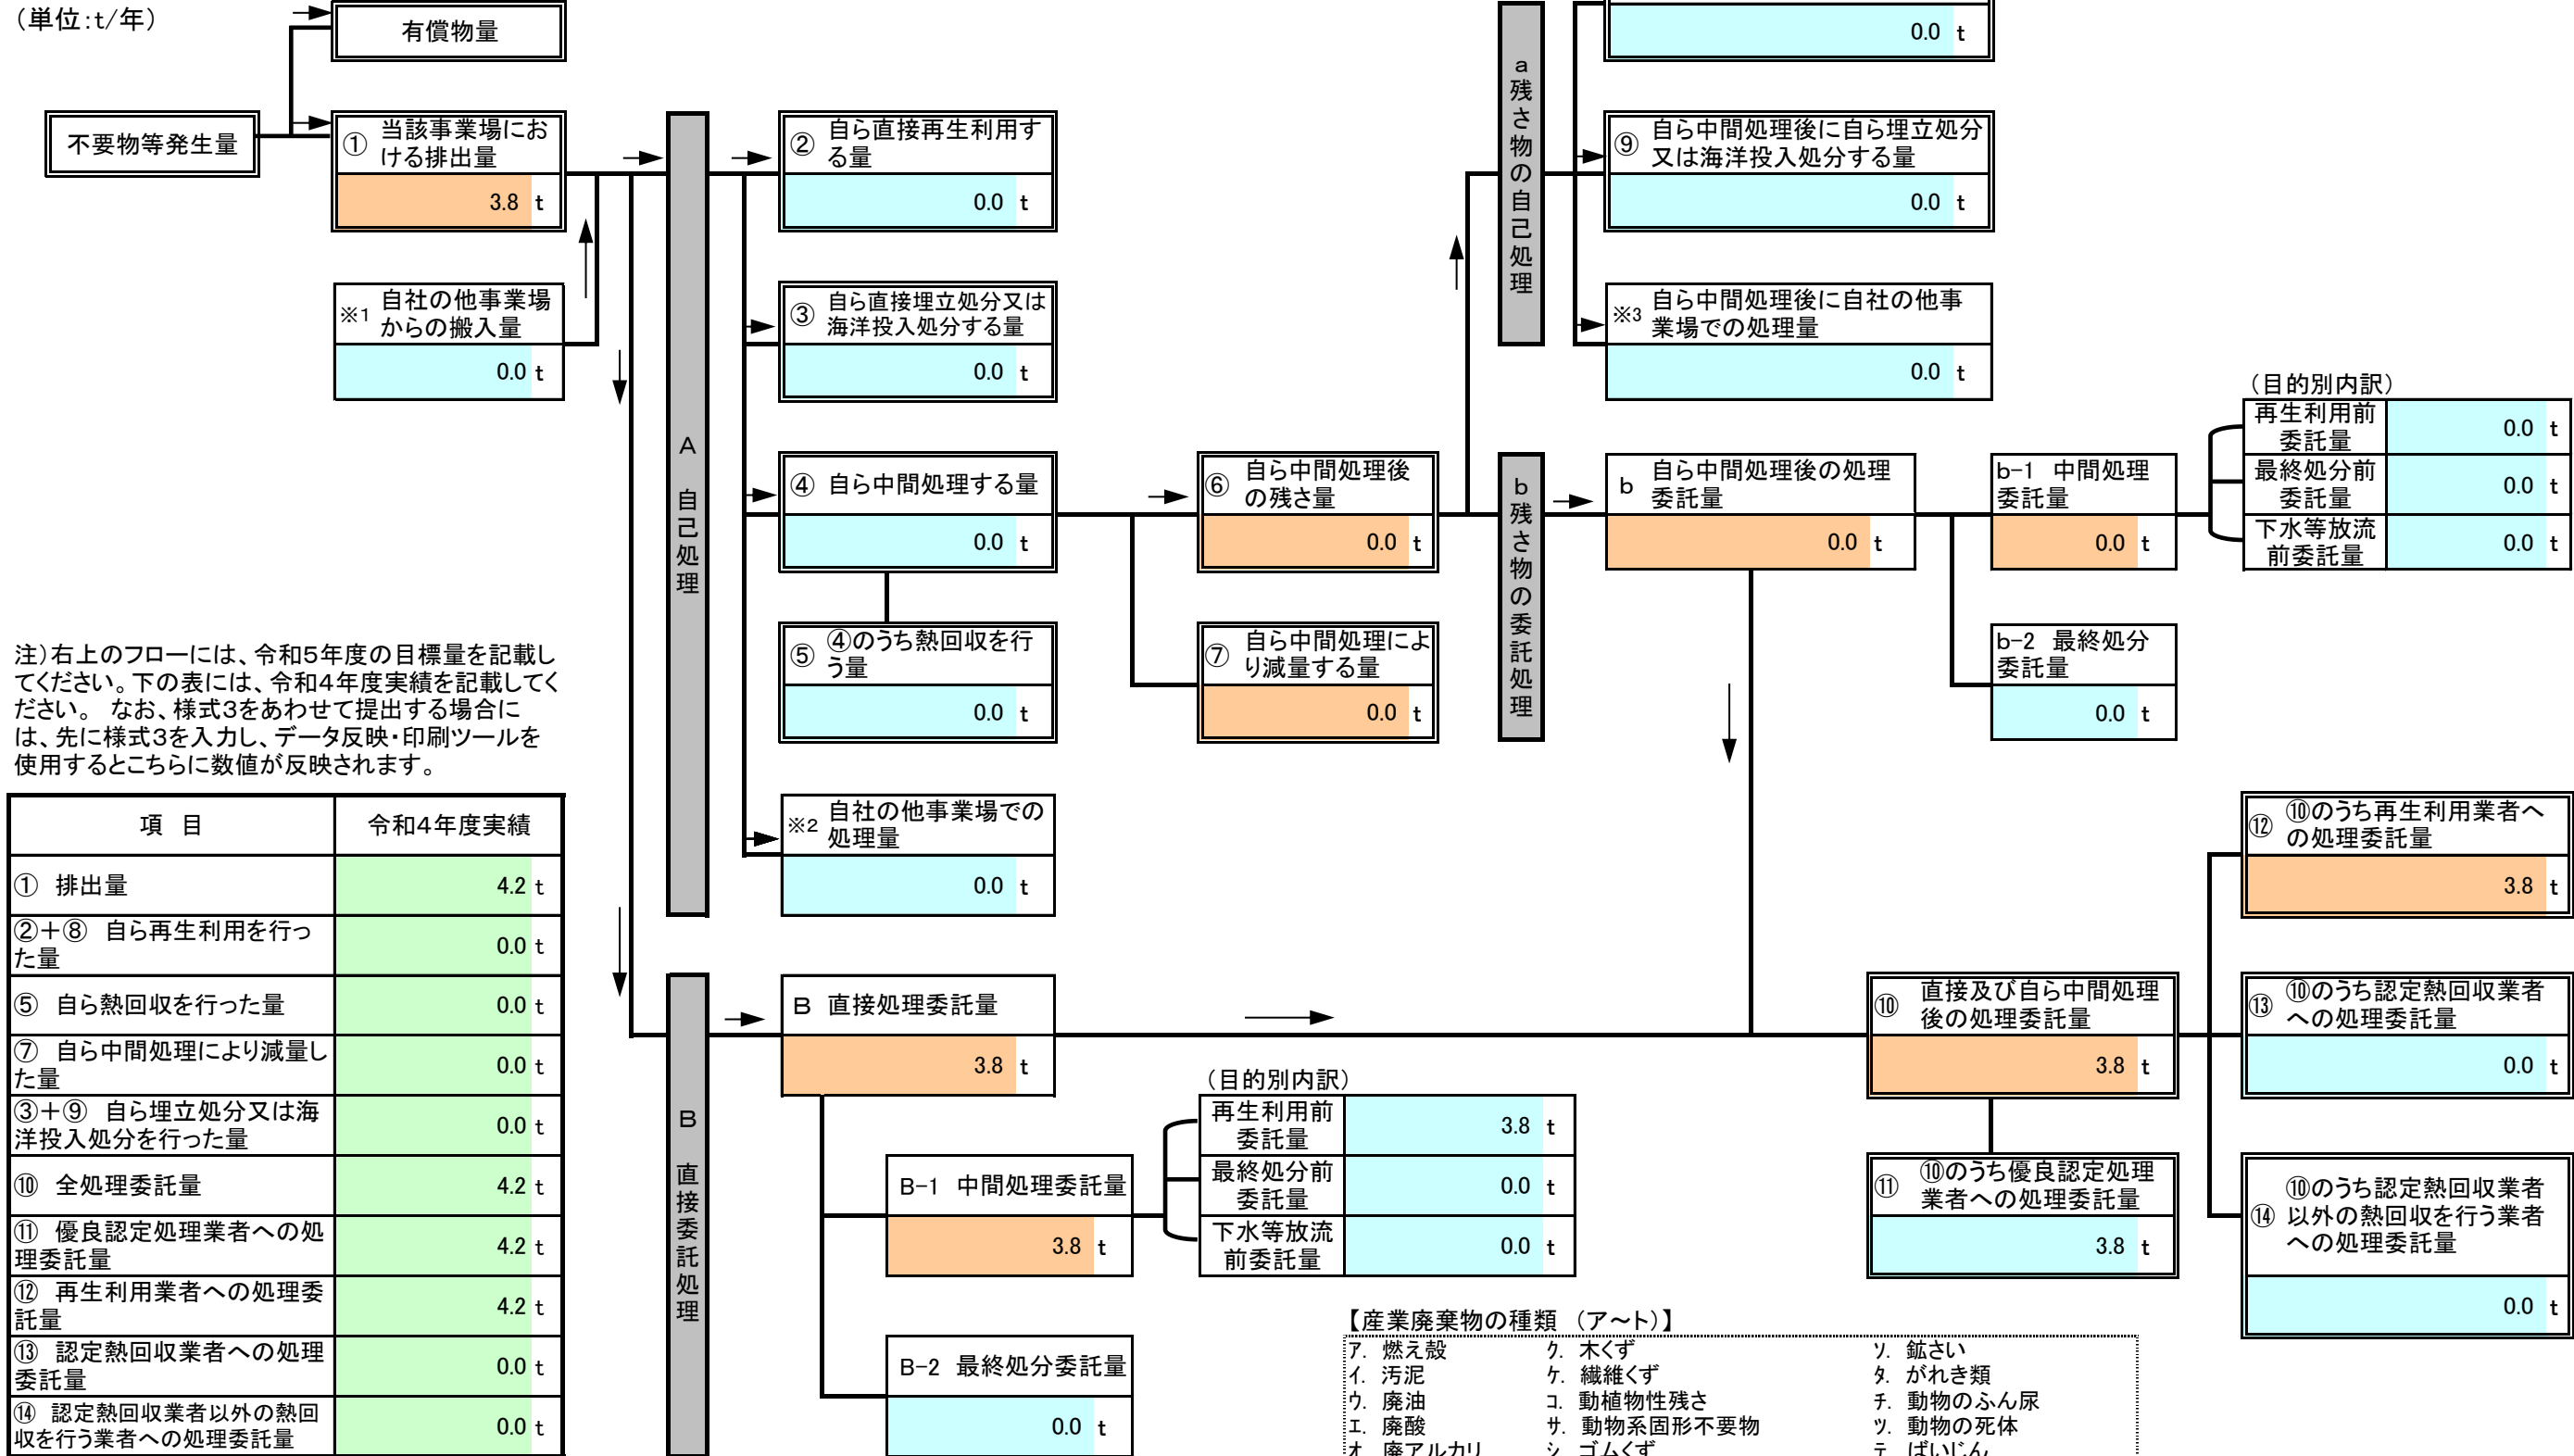 （単位：t/年）
有償物量
不要物等発生量
① 当該事業場にお
ける排出量
3.8 t
※1 自社の他事業場
からの搬入量
0.0 t
A 自己処理
② 自ら直接再生利用す
る量
0.0 t
③ 自ら直接埋立処分又は
海洋投入処分する量
0.0 t
④ 自ら中間処理する量
0.0 t
⑤ ④のうち熱回収を行
う量
0.0 t
※2 自社の他事業場での
処理量
0.0 t
⑥ 自ら中間処理後
の残さ量
0.0 t
⑦ 自ら中間処理によ
り減量する量
0.0 t
a残さ物の自己処理
0.0 t
⑨ 自ら中間処理後に自ら埋立処分
又は海洋投入処分する量
0.0 t
※3 自ら中間処理後に自社の他事
業場での処理量
0.0 t
b残さ物の委託処理
b 自ら中間処理後の処理
委託量
0.0 t
b-1 中間処理
委託量
0.0 t
b-2 最終処分
委託量
0.0 t
（目的別内訳）
再生利用前
委託量
0.0 t
最終処分前
委託量
0.0 t
下水等放流
前委託量
0.0 t
注）右上のフローには、令和5年度の目標量を記載し
てください。下の表には、令和4年度実績を記載してく
ださい。 なお、様式3をあわせて提出する場合に
は、先に様式3を入力し、データ反映・印刷ツールを
使用するとこちらに数値が反映されます。
項 目 令和4年度実績
① 排出量 4.2 t
②＋⑧ 自ら再生利用を行っ
た量 0.0 t
⑤ 自ら熱回収を行った量 0.0 t
⑦ 自ら中間処理により減量し
た量 0.0 t
③＋⑨ 自ら埋立処分又は海
洋投入処分を行った量 0.0 t
⑩ 全処理委託量 4.2 t
⑪ 優良認定処理業者への処
理委託量 4.2 t
⑫ 再生利用業者への処理委
託量 4.2 t
⑬ 認定熱回収業者への処理
委託量 0.0 t
⑭ 認定熱回収業者以外の熱回
収を行う業者への処理委託量 0.0 t
B 直接委託処理
B 直接処理委託量
3.8 t
B-1 中間処理委託量
3.8 t
B-2 最終処分委託量
0.0 t
（目的別内訳）
再生利用前
委託量
3.8 t
最終処分前
委託量
0.0 t
下水等放流
前委託量
0.0 t
⑩ 直接及び自ら中間処理
後の処理委託量
3.8 t
⑪ ⑩のうち優良認定処理
業者への処理委託量
3.8 t
⑫ ⑩のうち再生利用業者へ
の処理委託量
3.8 t
⑬ ⑩のうち認定熱回収業者
への処理委託量
0.0 t
⑭ ⑩のうち認定熱回収業者
以外の熱回収を行う業者
への処理委託量
0.0 t
【産業廃棄物の種類 （ア～ト）】
ア. 燃え殻 ク. 木くず ソ. 鉱さい
イ. 汚泥 ケ. 繊維くず タ. がれき類
ウ. 廃油 コ. 動植物性残さ チ. 動物のふん尿
エ. 廃酸 サ. 動物系固形不要物 ツ. 動物の死体
オ. 廃アルカリ シ. ゴムくず テ. ばいじん